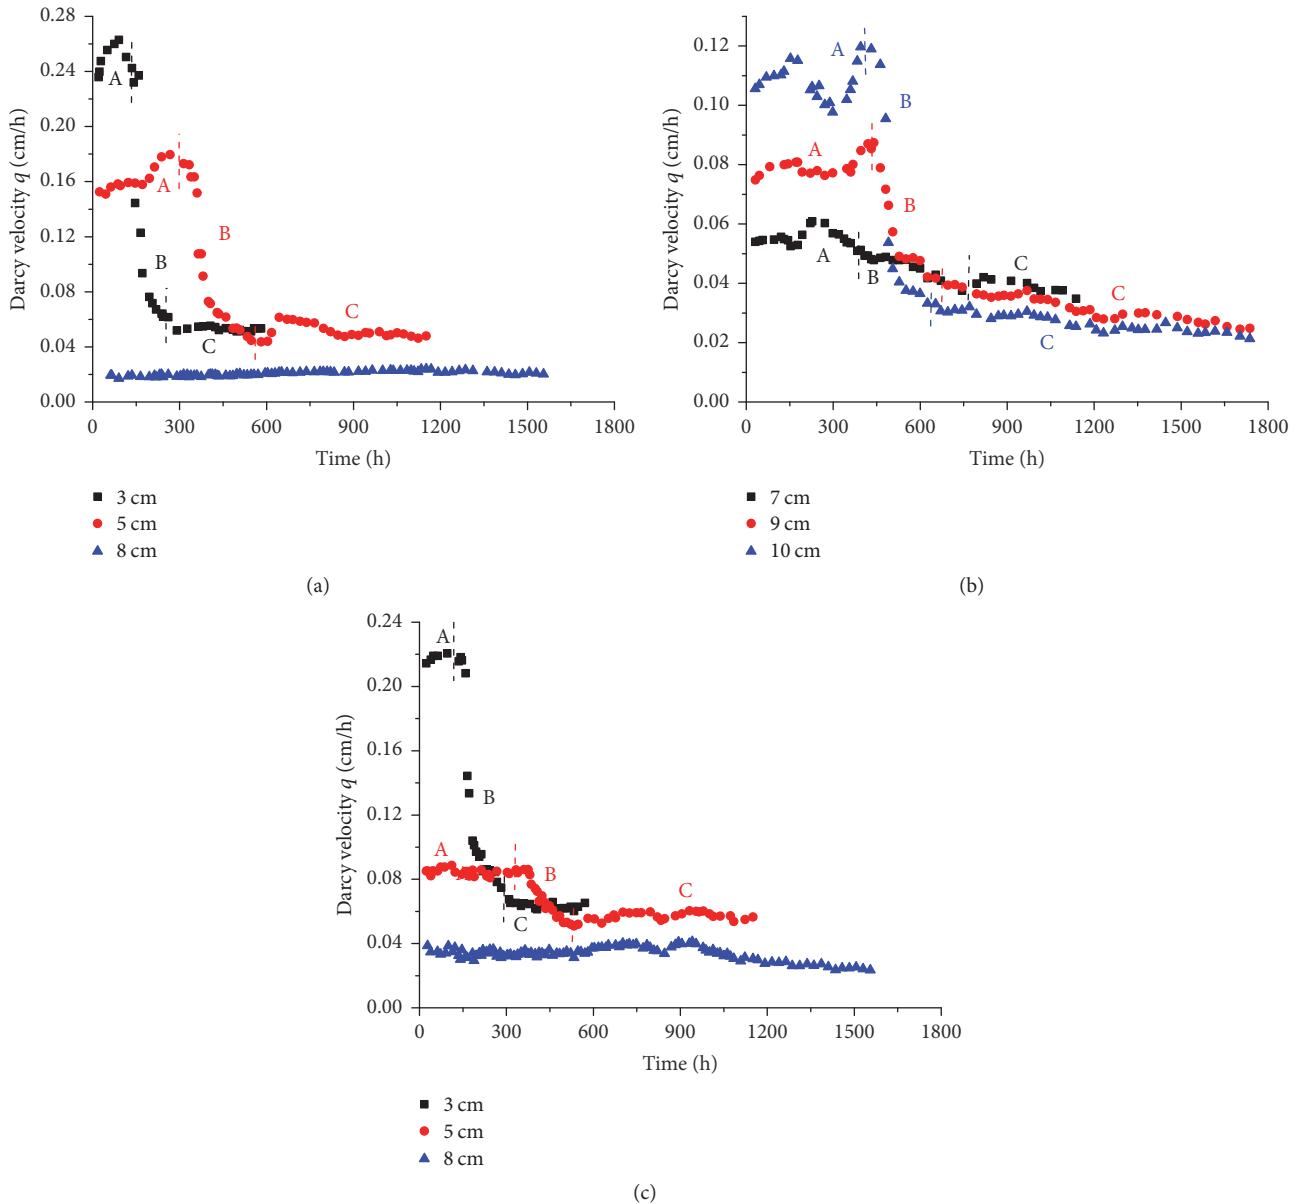 0.28
0.24
0.20
0.16
0.12
0.08
0.04
0.00
Darcy velocity q (cm/h)
A
B
C
A
B
C
0 300 600 900 1200 1500 1800
Time (h)
3 cm
5 cm
8 cm
(a)
0.12
0.10
0.08
0.06
0.04
0.02
0.00
Darcy velocity q (cm/h)
A
B
A
B
A
B
C
C
C
0 300 600 900 1200 1500 1800
Time (h)
7 cm
9 cm
10 cm
(b)
0.24
0.20
0.16
0.12
0.08
0.04
0.00
Darcy velocity q (cm/h)
A
B
C
A
B
C
0 300 600 900 1200 1500 1800
Time (h)
3 cm
5 cm
8 cm
(c)